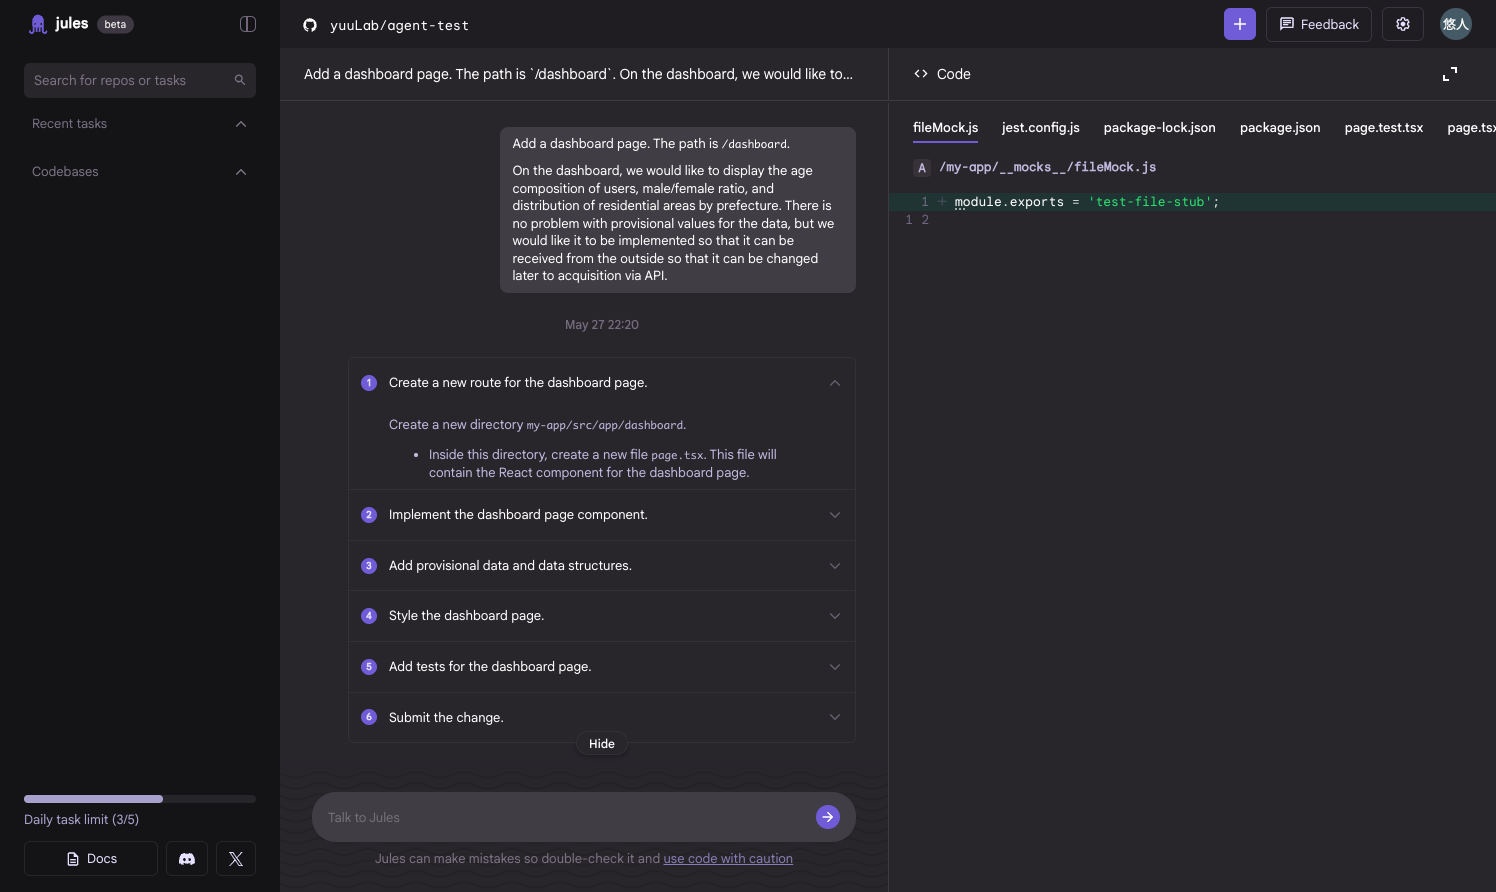 jules
beta
Search for repos or tasks
Recent tasks
Codebases
Daily task limit (3/5)
Docs
yuuLab/agent-test
Feedback
悠人
Add a dashboard page. The path is `/dashboard`. On the dashboard, we would like to...
Add a dashboard page. The path is /dashboard.
On the dashboard, we would like to display the age
composition of users, male/female ratio, and
distribution of residential areas by prefecture. There is
no problem with provisional values for the data, but we
would like it to be implemented so that it can be
received from the outside so that it can be changed
later to acquisition via API.
May 27 22:20
1 Create a new route for the dashboard page.
Create a new directory my-app/src/app/dashboard.
• Inside this directory, create a new file page.tsx. This file will
contain the React component for the dashboard page.
2 Implement the dashboard page component.
3 Add provisional data and data structures.
4 Style the dashboard page.
5 Add tests for the dashboard page.
6 Submit the change.
Hide
Talk to Jules
Jules can make mistakes so double-check it and use code with caution
<> Code
fileMock.js jest.config.js package-lock.json package.json page.test.tsx page.tsx
A /my-app/__mocks__/fileMock.js
1 + module.exports = 'test-file-stub';
1 2